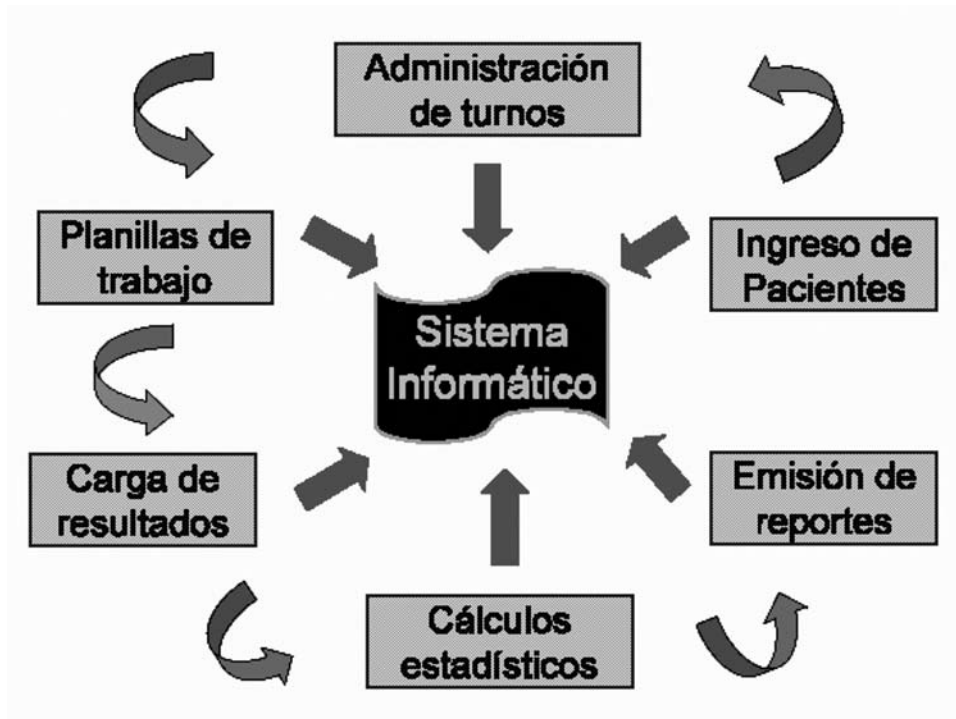 Administración
de turnos
Planillas de
trabajo
Ingreso de
Pacientes
Sistema
Informático
Carga de
resultados
Emisión de
reportes
Cálculos
estadísticos